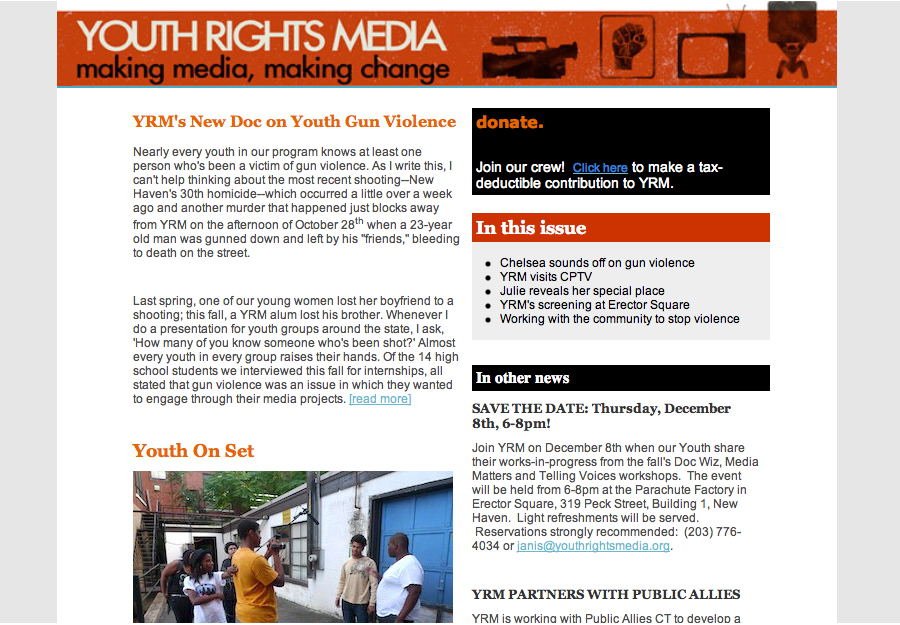 YOUTH RIGHTS MEDIA
making media, making change
YRM's New Doc on Youth Gun Violence
Nearly every youth in our program knows at least one
person who's been a victim of gun violence. As I write this, I
can't help thinking about the most recent shooting--New
Haven's 30th homicide--which occurred a little over a week
ago and another murder that happened just blocks away
from YRM on the afternoon of October 28th when a 23-year
old man was gunned down and left by his "friends," bleeding
to death on the street.
Last spring, one of our young women lost her boyfriend to a
shooting; this fall, a YRM alum lost his brother. Whenever I
do a presentation for youth groups around the state, I ask,
'How many of you know someone who's been shot?' Almost
every youth in every group raises their hands. Of the 14 high
school students we interviewed this fall for internships, all
stated that gun violence was an issue in which they wanted
to engage through their media projects. [read more]
Youth On Set
donate.
Join our crew! Click here to make a tax-
deductible contribution to YRM.
In this issue
Chelsea sounds off on gun violence
YRM visits CPTV
Julie reveals her special place
YRM's screening at Erector Square
Working with the community to stop violence
In other news
SAVE THE DATE: Thursday, December
8th, 6-8pm!
Join YRM on December 8th when our Youth share
their works-in-progress from the fall's Doc Wiz, Media
Matters and Telling Voices workshops. The event
will be held from 6-8pm at the Parachute Factory in
Erector Square, 319 Peck Street, Building 1, New
Haven. Light refreshments will be served.
Reservations strongly recommended: (203) 776-
4034 or janis@youthrightsmedia.org.
YRM PARTNERS WITH PUBLIC ALLIES
YRM is working with Public Allies CT to develop a